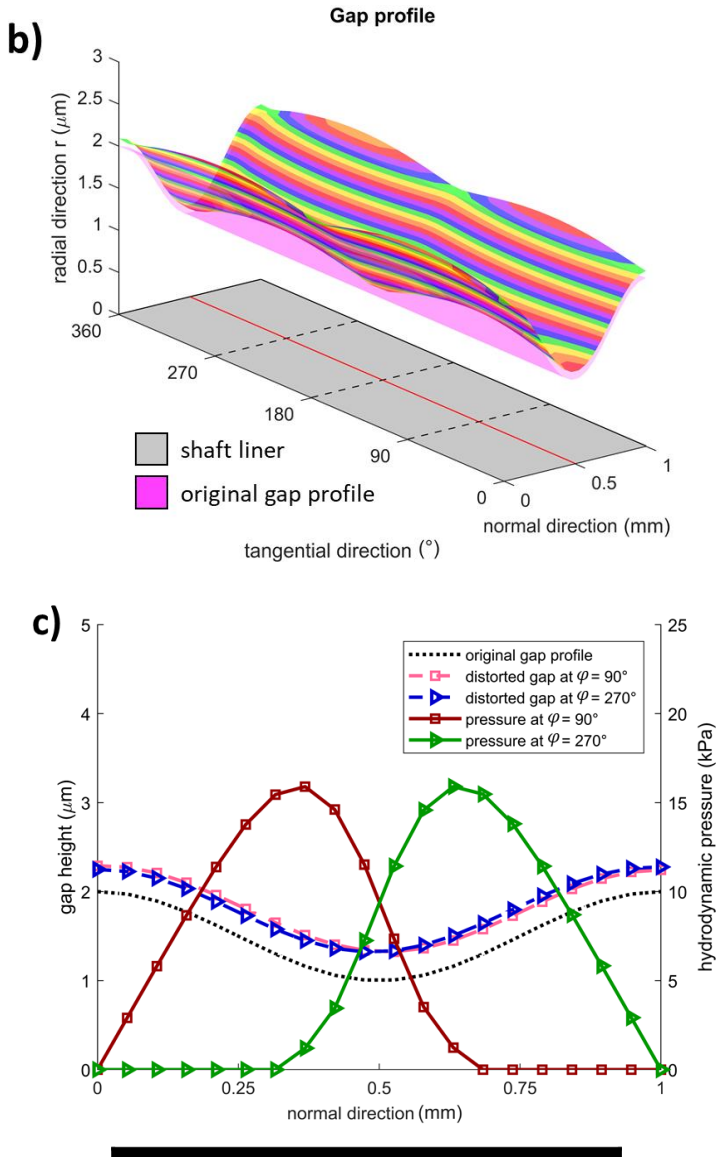 Gap profile
b)
radial direction r (μm)
3
2.5
2
1.5
1
0.5
0
360
270
180
90
0
0
0.5
1
shaft liner
original gap profile
normal direction (mm)
tangential direction (°)
c)
gap height (μm)
5
4
3
2
1
0
0
0.25
0.5
0.75
1
normal direction (mm)
25
20
15
10
5
0
hydrodynamic pressure (kPa)
original gap profile
distorted gap at φ = 90°
distorted gap at φ = 270°
pressure at φ = 90°
pressure at φ = 270°